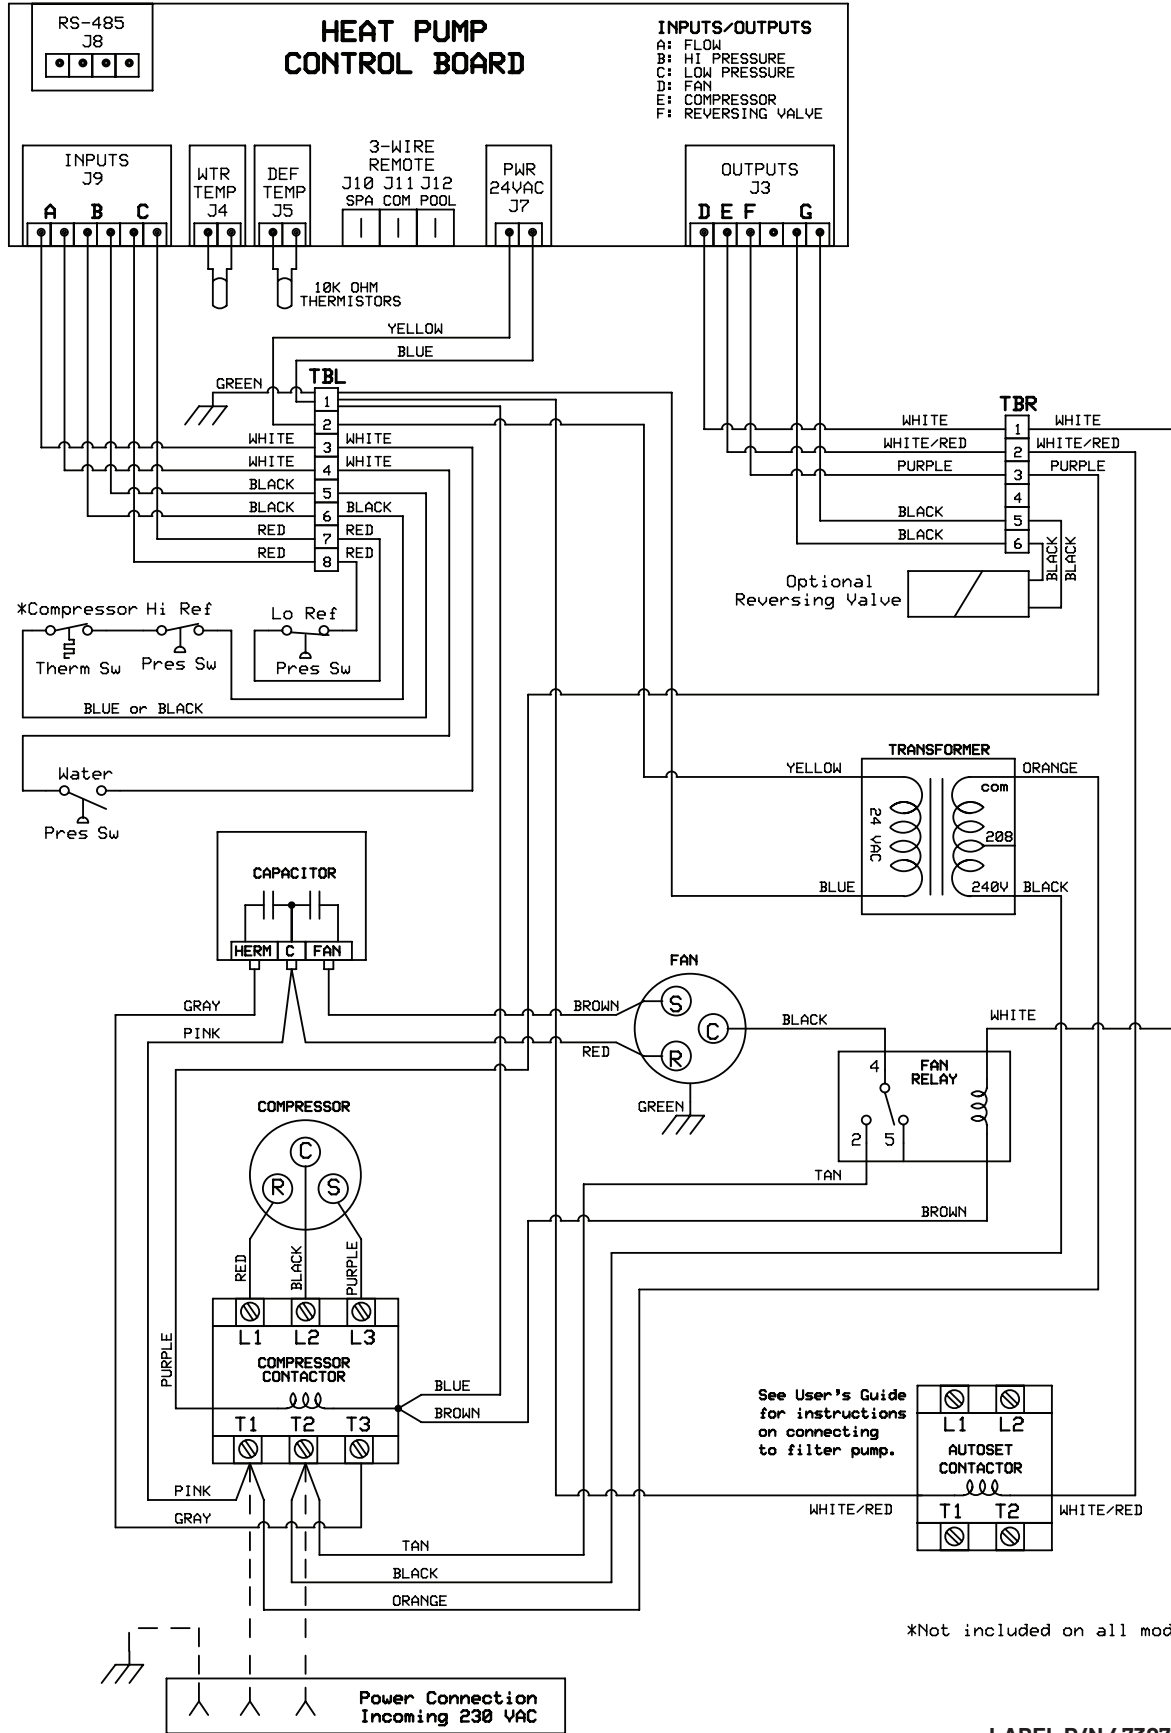 RS-485
J8
HEAT PUMP
CONTROL BOARD
INPUTS/OUTPUTS
A: FLOW
B: HI PRESSURE
C: LOW PRESSURE
D: FAN
E: COMPRESSOR
F: REVERSING VALVE
INPUTS
J9
A B C
WTR
TEMP
J4
DEF
TEMP
J5
3-WIRE
REMOTE
J10 J11 J12
SPA COM POOL
PWR
24VAC
J7
OUTPUTS
J3
D E F G
10K OHM
THERMISTORS
YELLOW
BLUE
GREEN
TBL
1
2
WHITE 3 WHITE
WHITE 4 WHITE
BLACK 5
BLACK 6 BLACK
RED 7 RED
RED 8 RED
TBR
WHITE 1 WHITE
WHITE/RED 2 WHITE/RED
PURPLE 3 PURPLE
4
BLACK 5
BLACK 6
BLACK
BLACK
Optional
Reversing Valve
*Compressor Hi Ref
Therm Sw Pres Sw
Lo Ref
Pres Sw
BLUE or BLACK
Water
Pres Sw
TRANSFORMER
YELLOW
ORANGE
com
24 VAC
208
BLUE
240V
BLACK
CAPACITOR
HERM C FAN
GRAY
PINK
FAN
BROWN
S
C
R
RED
GREEN
BLACK
WHITE
4
FAN
RELAY
2 5
TAN
BROWN
COMPRESSOR
C
R S
RED
BLACK
PURPLE
L1 L2 L3
PURPLE
COMPRESSOR
CONTACTOR
T1 T2 T3
BLUE
BROWN
PINK
GRAY
TAN
BLACK
ORANGE
See User's Guide
for instructions
on connecting
to filter pump.
L1 L2
AUTOSET
CONTACTOR
T1 T2
WHITE/RED
WHITE/RED
*Not included on all mod
Power Connection
Incoming 230 VAC